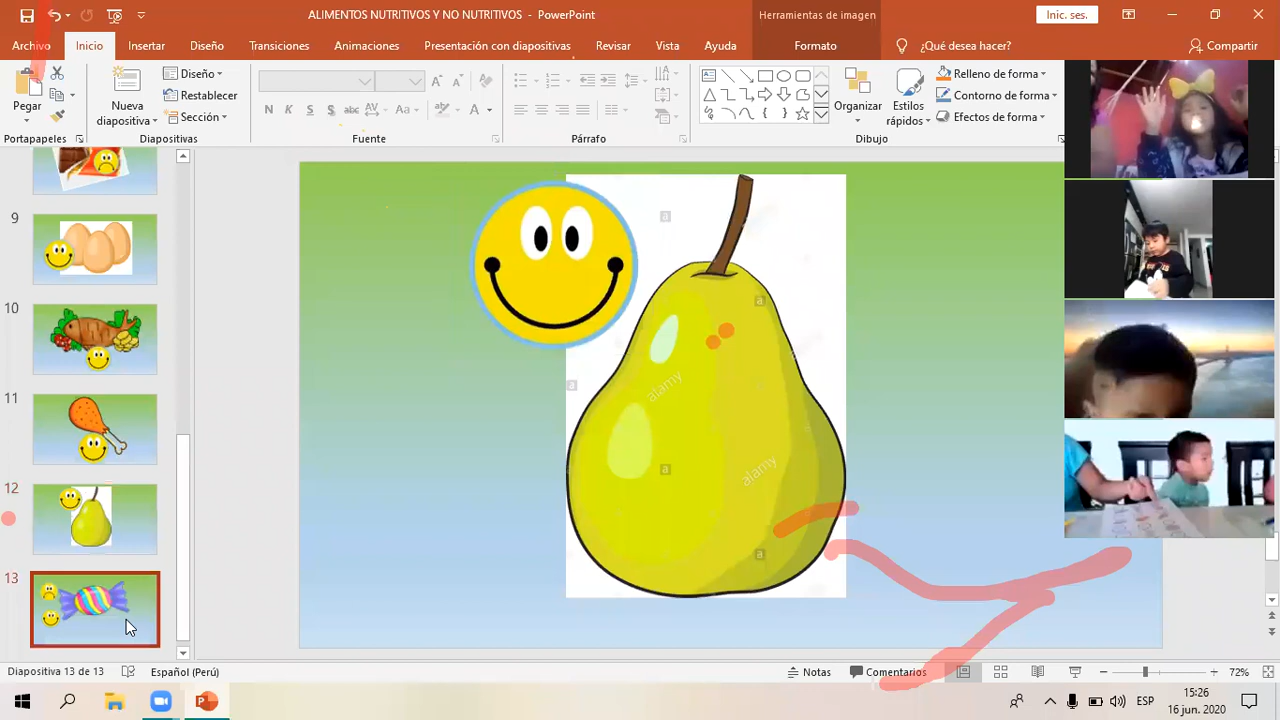 ALIMENTOS NUTRITIVOS Y NO NUTRITIVOS - PowerPoint
Herramientas de imagen
Inic. ses.
Archivo Inicio Insertar Diseño Transiciones Animaciones Presentación con diapositivas Revisar Vista Ayuda Formato ¿Qué desea hacer? Compartir
Pegar
Nueva diapositiva
Diseño
Restablecer
Sección
N K S S abc AV Aa A
Organizar
Estilos rápidos
Relleno de forma
Contorno de forma
Efectos de forma
Portapapeles Diapositivas Fuente Párrafo Dibujo
9
10
11
12
13
a
a
a
alamy
a
alamy
a
Diapositiva 13 de 13 Español (Perú) Notas Comentarios 72%
ESP
15:26
16 jun. 2020